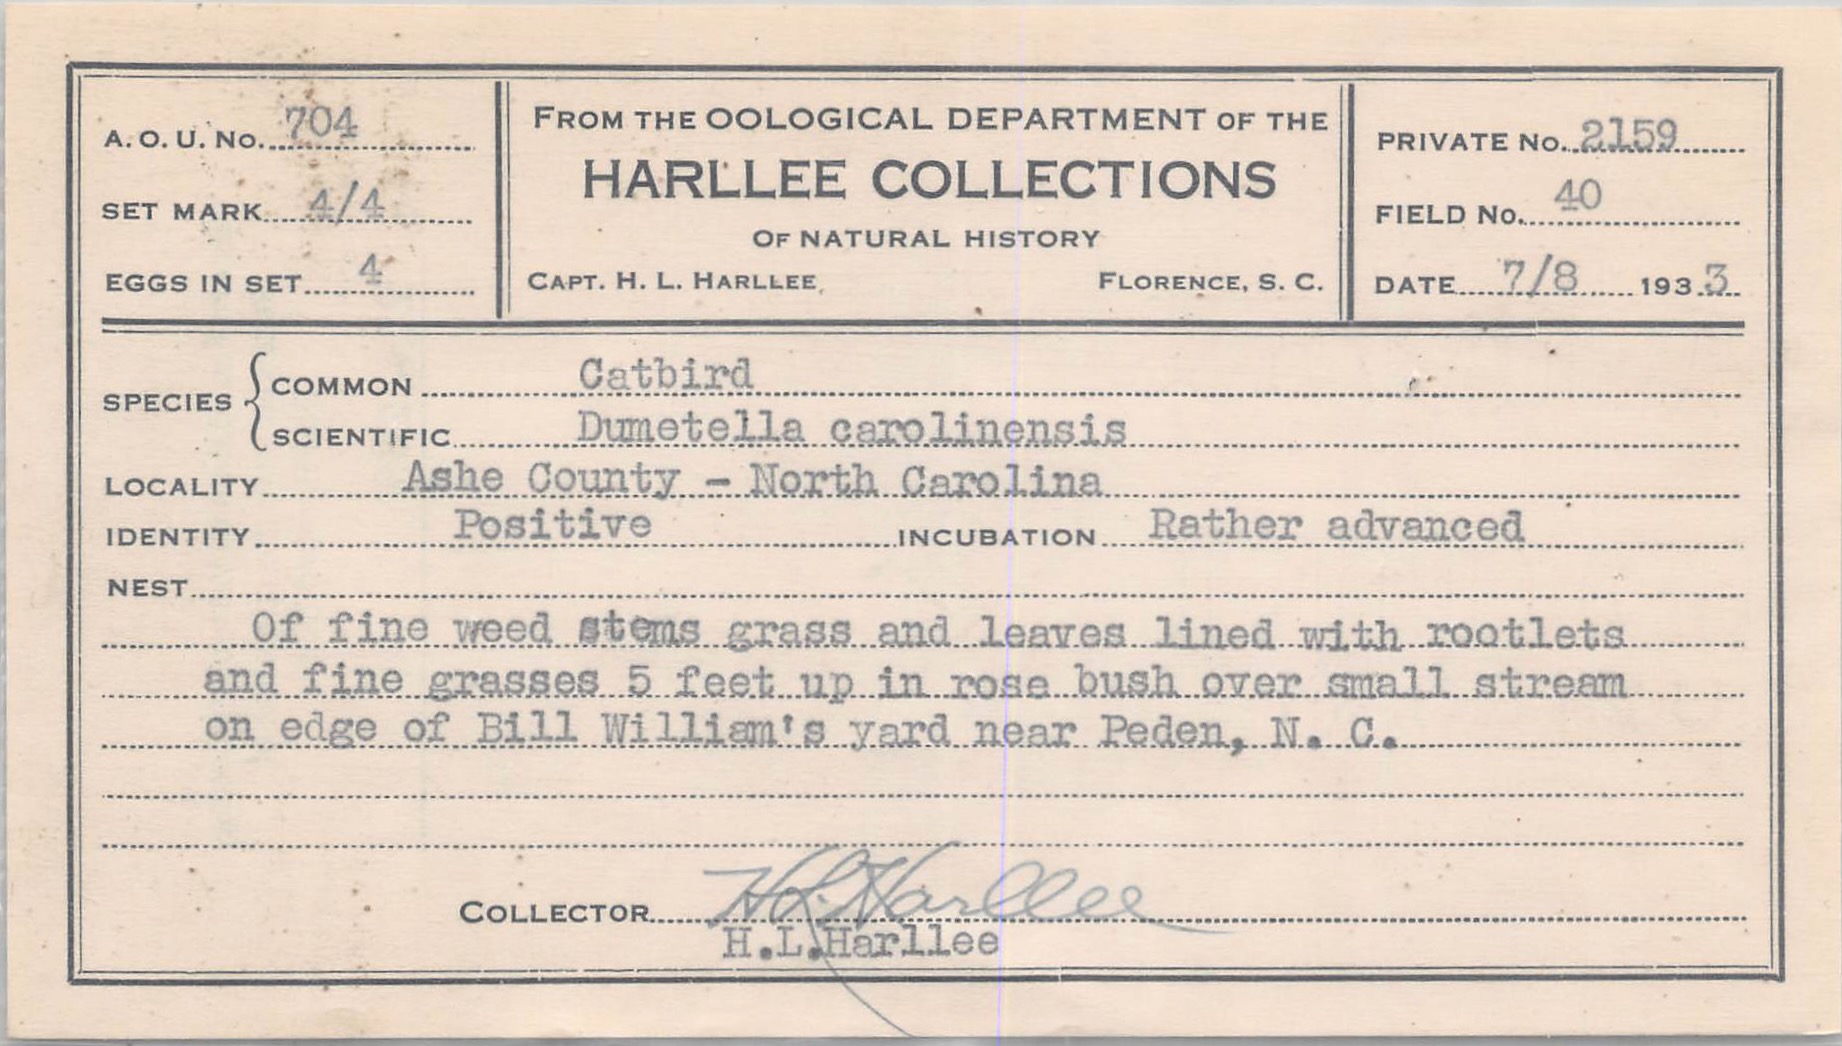 A. O. U. No. 704
SET MARK 4/4
EGGS IN SET 4
FROM THE OOLOGICAL DEPARTMENT OF THE
HARLLEE COLLECTIONS
OF NATURAL HISTORY
CAPT. H. L. HARLLEE, FLORENCE, S. C.
PRIVATE No. 2159
FIELD No. 40
DATE 7/8 1933
SPECIES
COMMON Catbird
SCIENTIFIC Dumetella carolinensis
LOCALITY Ashe County - North Carolina
IDENTITY Positive INCUBATION Rather advanced
NEST
Of fine weed stems grass and leaves lined with rootlets
and fine grasses 5 feet up in rose bush over small stream
on edge of Bill William's yard near Peden, N. C.
COLLECTOR H.L. Harllee
H.L.Harllee